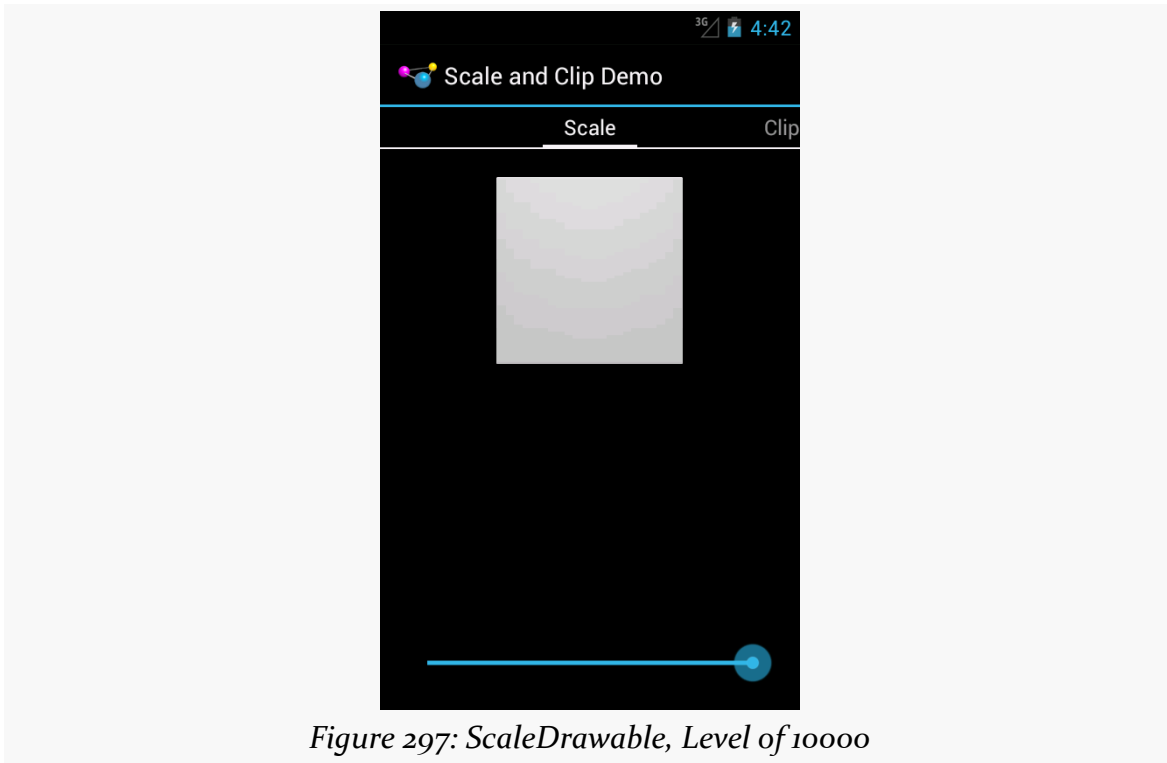 3G 4:42
Scale and Clip Demo
Scale Clip
Figure 297: ScaleDrawable, Level of 10000